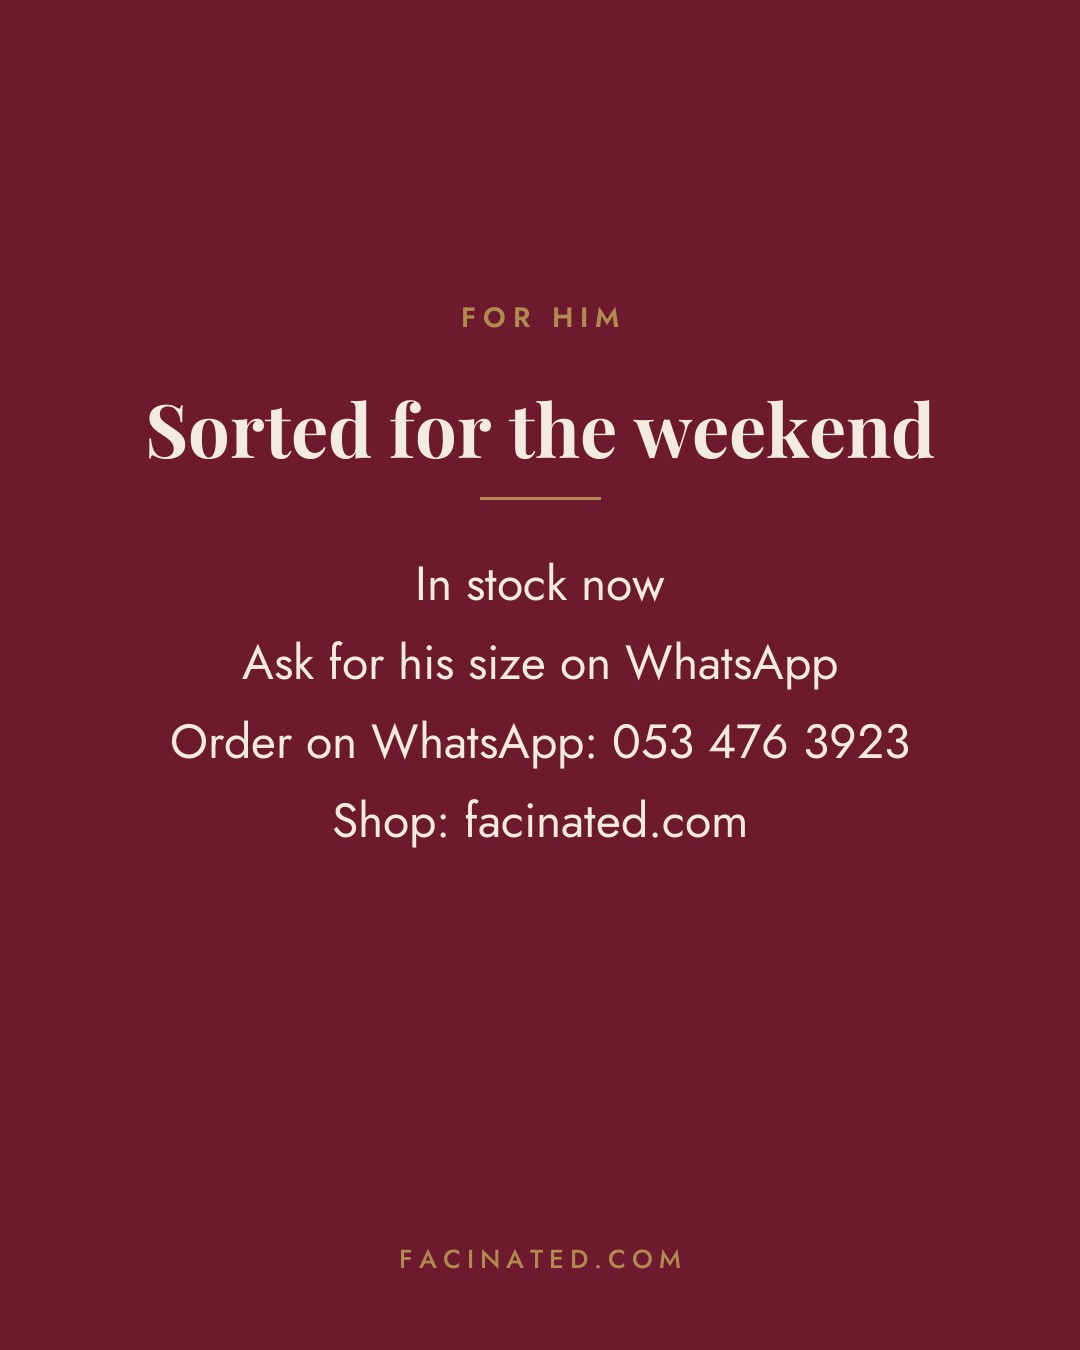 FOR HIM
Sorted for the weekend
In stock now
Ask for his size on WhatsApp
Order on WhatsApp: 053 476 3923
Shop: facinated.com
FACINATED.COM